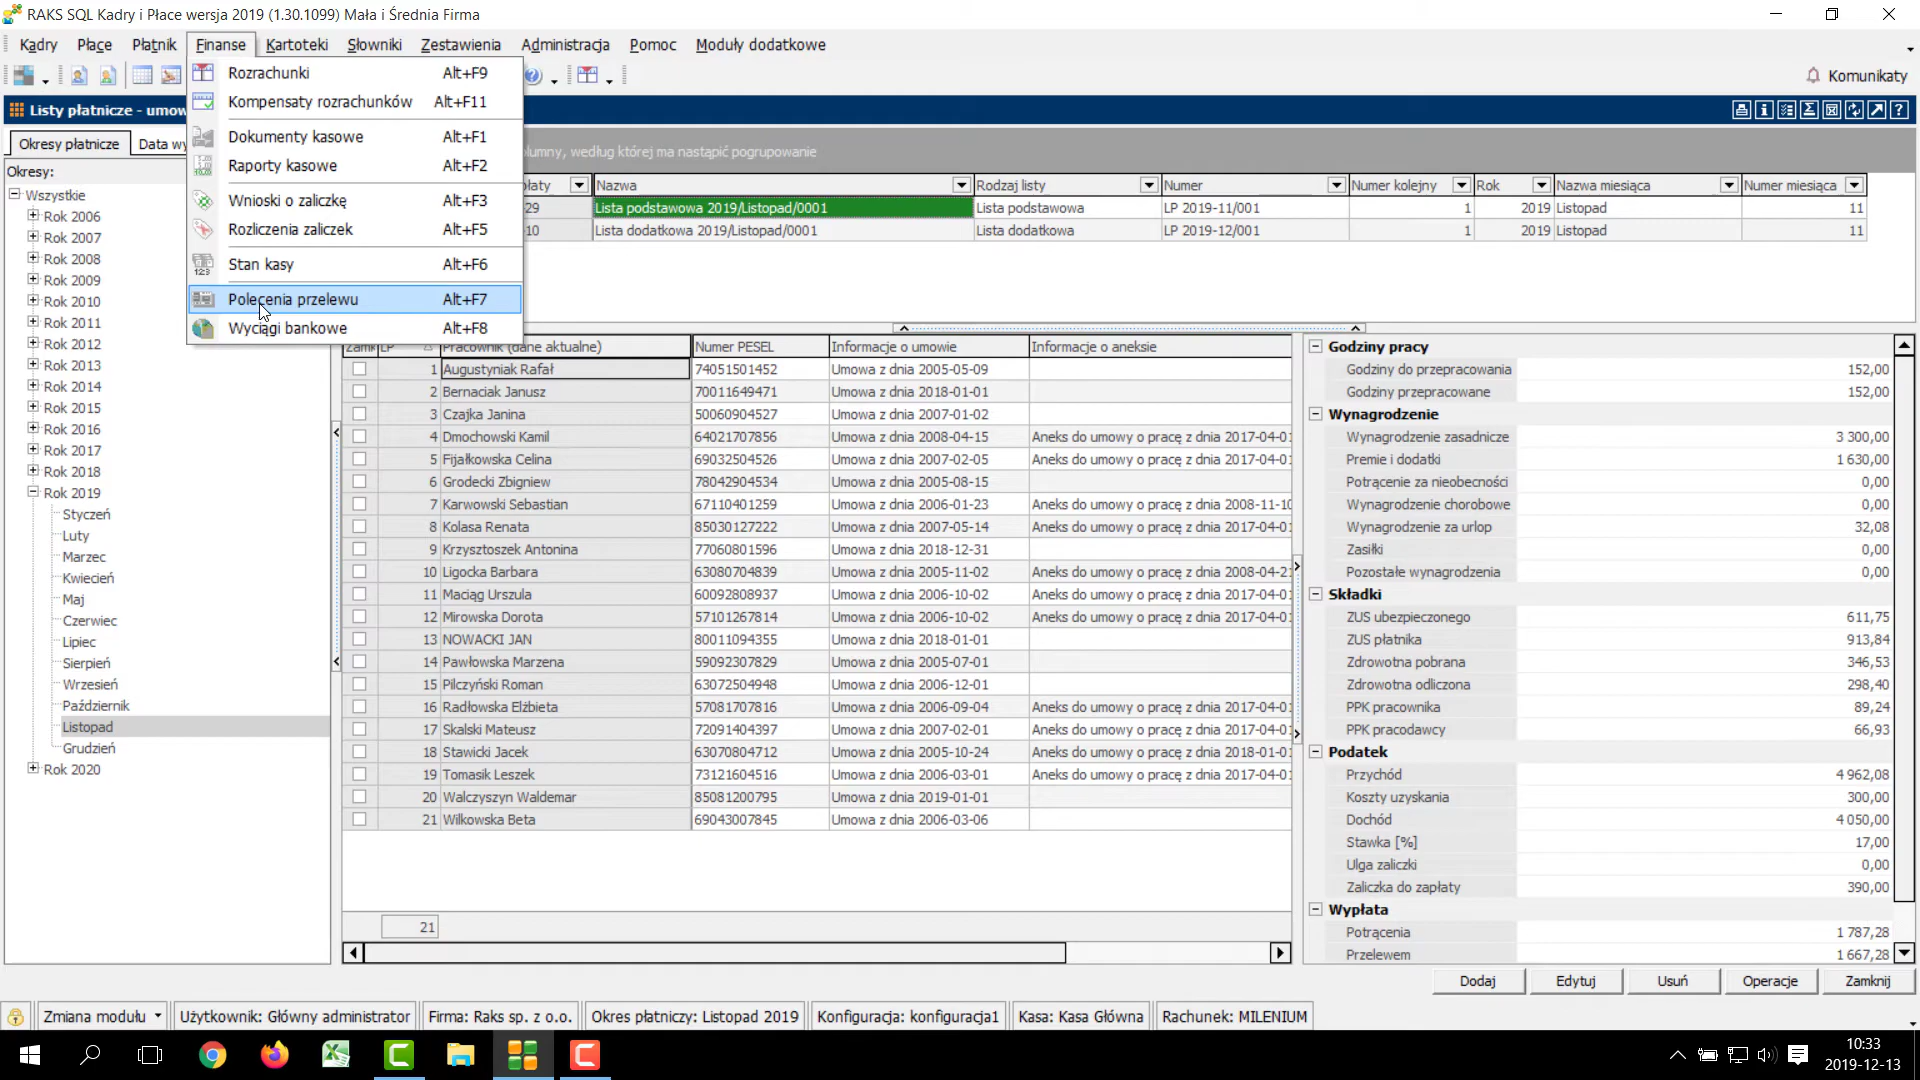 RAKS SQL Kadry i Płace wersja 2019 (1.30.1099) Mała i Średnia Firma
Kadry Płace Płatnik Finanse Kartoteki Słowniki Zestawienia Administracja Pomoc Moduły dodatkowe
Komunikaty
Rozrachunki Alt+F9
Kompensaty rozrachunków Alt+F11
Dokumenty kasowe Alt+F1
Raporty kasowe Alt+F2
Wnioski o zaliczkę Alt+F3
Rozliczenia zaliczek Alt+F5
Stan kasy Alt+F6
Polecenia przelewu Alt+F7
Wyciągi bankowe Alt+F8
Listy płatnicze - umow
Okresy płatnicze Data wy
olumny, według której ma nastąpić pogrupowanie
Okresy:
Wszystkie
Rok 2006
Rok 2007
Rok 2008
Rok 2009
Rok 2010
Rok 2011
Rok 2012
Rok 2013
Rok 2014
Rok 2015
Rok 2016
Rok 2017
Rok 2018
Rok 2019
Styczeń
Luty
Marzec
Kwiecień
Maj
Czerwiec
Lipiec
Sierpień
Wrzesień
Październik
Listopad
Grudzień
Rok 2020
łaty Nazwa Rodzaj listy Numer Numer kolejny Rok Nazwa miesiąca Numer miesiąca
29 Lista podstawowa 2019/Listopad/0001 Lista podstawowa LP 2019-11/001 1 2019 Listopad 11
10 Lista dodatkowa 2019/Listopad/0001 Lista dodatkowa LP 2019-12/001 1 2019 Listopad 11
Zamk LP Pracownik (dane aktualne) Numer PESEL Informacje o umowie Informacje o aneksie
1 Augustyniak Rafał 74051501452 Umowa z dnia 2005-05-09
2 Bernaciak Janusz 70011649471 Umowa z dnia 2018-01-01
3 Czajka Janina 50060904527 Umowa z dnia 2007-01-02
4 Dmochowski Kamil 64021707856 Umowa z dnia 2008-04-15 Aneks do umowy o pracę z dnia 2017-04-01
5 Fijałkowska Celina 69032504526 Umowa z dnia 2007-02-05 Aneks do umowy o pracę z dnia 2017-04-01
6 Grodecki Zbigniew 78042904534 Umowa z dnia 2005-08-15
7 Karwowski Sebastian 67110401259 Umowa z dnia 2006-01-23 Aneks do umowy o pracę z dnia 2008-11-10
8 Kolasa Renata 85030127222 Umowa z dnia 2007-05-14 Aneks do umowy o pracę z dnia 2017-04-01
9 Krzysztoszek Antonina 77060801596 Umowa z dnia 2018-12-31
10 Ligocka Barbara 63080704839 Umowa z dnia 2005-11-02 Aneks do umowy o pracę z dnia 2008-04-21
11 Maciąg Urszula 60092808937 Umowa z dnia 2006-10-02 Aneks do umowy o pracę z dnia 2017-04-01
12 Mirowska Dorota 57101267814 Umowa z dnia 2006-10-02 Aneks do umowy o pracę z dnia 2017-04-01
13 NOWACKI JAN 80011094355 Umowa z dnia 2018-01-01
14 Pawłowska Marzena 59092307829 Umowa z dnia 2005-07-01
15 Pilczyński Roman 63072504948 Umowa z dnia 2006-12-01
16 Radłowska Elżbieta 57081707816 Umowa z dnia 2006-09-04 Aneks do umowy o pracę z dnia 2017-04-01
17 Skalski Mateusz 72091404397 Umowa z dnia 2007-02-01 Aneks do umowy o pracę z dnia 2017-04-01
18 Stawicki Jacek 63070804712 Umowa z dnia 2005-10-24 Aneks do umowy o pracę z dnia 2018-01-01
19 Tomasik Leszek 73121604516 Umowa z dnia 2006-03-01 Aneks do umowy o pracę z dnia 2017-04-01
20 Walczyszyn Waldemar 85081200795 Umowa z dnia 2019-01-01
21 Wilkowska Beta 69043007845 Umowa z dnia 2006-03-06
21
Godziny pracy
Godziny do przepracowania 152,00
Godziny przepracowane 152,00
Wynagrodzenie
Wynagrodzenie zasadnicze 3 300,00
Premie i dodatki 1 630,00
Potrącenie za nieobecności 0,00
Wynagrodzenie chorobowe 0,00
Wynagrodzenie za urlop 32,08
Zasiłki 0,00
Pozostałe wynagrodzenia 0,00
Składki
ZUS ubezpieczonego 611,75
ZUS płatnika 913,84
Zdrowotna pobrana 346,53
Zdrowotna odliczona 298,40
PPK pracownika 89,24
PPK pracodawcy 66,93
Podatek
Przychód 4 962,08
Koszty uzyskania 300,00
Dochód 4 050,00
Stawka [%] 17,00
Ulga zaliczki 0,00
Zaliczka do zapłaty 390,00
Wypłata
Potrącenia 1 787,28
Przelewem 1 667,28
Dodaj Edytuj Usuń Operacje Zamknij
Zmiana modułu Użytkownik: Główny administrator Firma: Raks sp. z o.o. Okres płatniczy: Listopad 2019 Konfiguracja: konfiguracja1 Kasa: Kasa Główna Rachunek: MILENIUM
10:33
2019-12-13